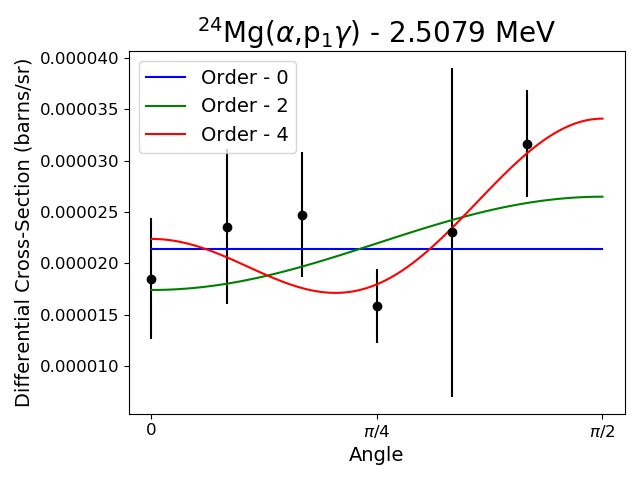 ²⁴Mg(α,p₁γ) - 2.5079 MeV
Differential Cross-Section (barns/sr)
0.000040
0.000035
0.000030
0.000025
0.000020
0.000015
0.000010
Order - 0
Order - 2
Order - 4
0
π/4
π/2
Angle